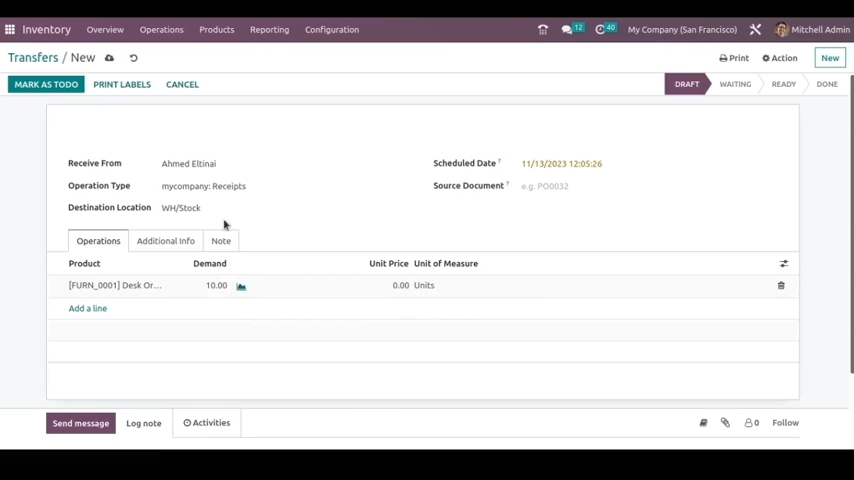 Inventory Overview Operations Products Reporting Configuration 12 40 My Company (San Francisco) Mitchell Admin
Transfers / New Print Action New
MARK AS TODO PRINT LABELS CANCEL DRAFT WAITING READY DONE
Receive From Ahmed Eltinai Scheduled Date ? 11/13/2023 12:05:26
Operation Type mycompany: Receipts Source Document ? e.g. PO0032
Destination Location WH/Stock
Operations Additional Info Note
Product Demand Unit Price Unit of Measure
[FURN_0001] Desk Or... 10.00 0.00 Units
Add a line
Send message Log note Activities 0 Follow